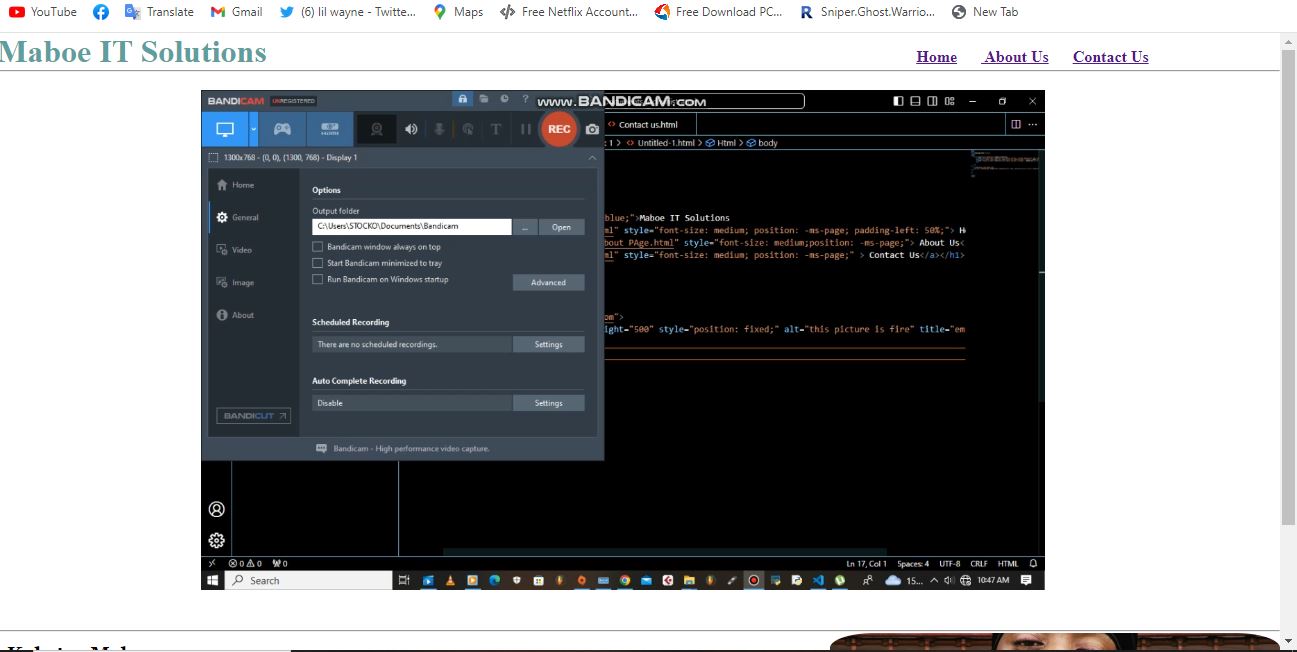 YouTube Translate Gmail (6) lil wayne - Twitte... Maps Free Netflix Account... Free Download PC... Sniper.Ghost.Warrio... New Tab
Maboe IT Solutions
Home About Us Contact Us
BANDICAM UNREGISTERED
www.BANDICAM.com
REC
Contact us.html
1300x768 - (0, 0), (1300, 768) - Display 1
1 > Untitled-1.html > Html > body
Home
General
Video
Image
About
BANDICUT
Options
Output folder
C:\Users\STOCKO\Documents\Bandicam ... Open
Bandicam window always on top
Start Bandicam minimized to tray
Run Bandicam on Windows startup
Advanced
Scheduled Recording
There are no scheduled recordings. Settings
Auto Complete Recording
Disable Settings
Bandicam - High performance video capture.
blue;">Maboe IT Solutions
ml" style="font-size: medium; position: -ms-page; padding-left: 50%;"> H
bout PAge.html" style="font-size: medium;position: -ms-page;"> About Us<
ml" style="font-size: medium; position: -ms-page;" > Contact Us</a></h1>
om">
ight="500" style="position: fixed;" alt="this picture is fire" title="em
0 0 0 Ln 17, Col 1 Spaces: 4 UTF-8 CRLF HTML
Search 15... 10:47 AM